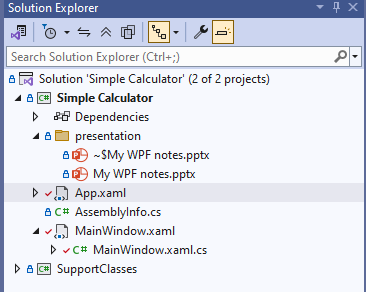 Solution Explorer
Search Solution Explorer (Ctrl+;)
Solution 'Simple Calculator' (2 of 2 projects)
C# Simple Calculator
Dependencies
presentation
~$My WPF notes.pptx
My WPF notes.pptx
App.xaml
C# AssemblyInfo.cs
MainWindow.xaml
C# MainWindow.xaml.cs
C# SupportClasses